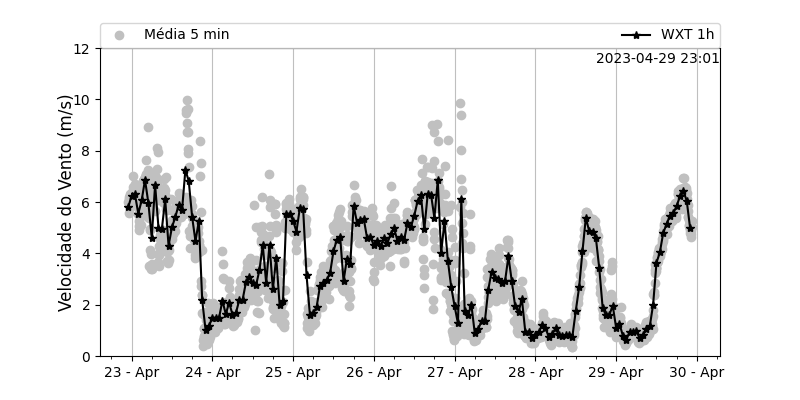 Média 5 min
WXT 1h
2023-04-29 23:01
Velocidade do Vento (m/s)
12
10
8
6
4
2
0
23 - Apr
24 - Apr
25 - Apr
26 - Apr
27 - Apr
28 - Apr
29 - Apr
30 - Apr